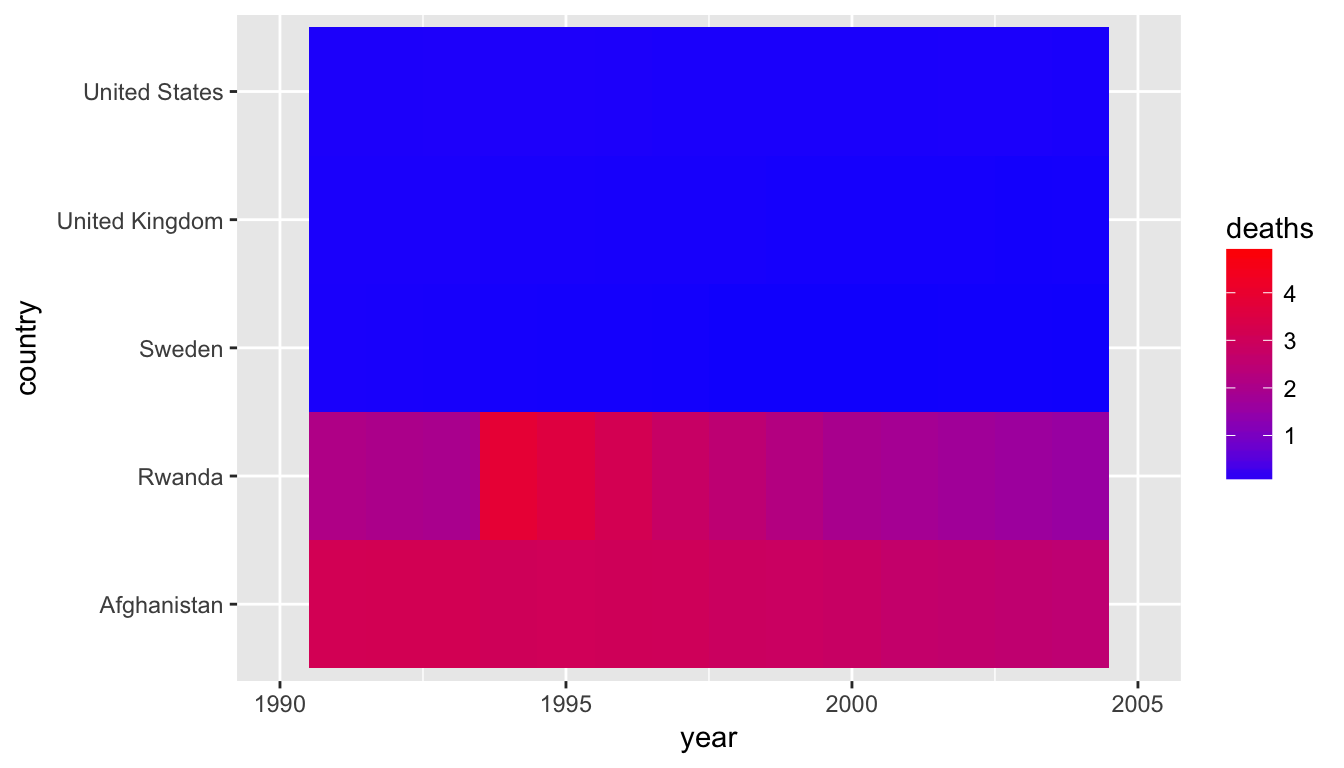 United States
United Kingdom
Sweden
Rwanda
Afghanistan
country
1990
1995
2000
2005
year
deaths
4
3
2
1